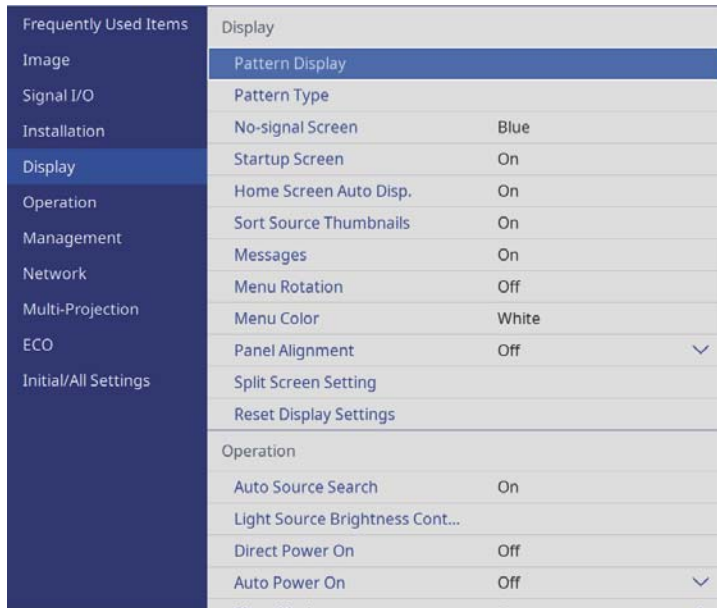 Frequently Used Items
Image
Signal I/O
Installation
Display
Operation
Management
Network
Multi-Projection
ECO
Initial/All Settings
Display
Pattern Display
Pattern Type
No-signal Screen Blue
Startup Screen On
Home Screen Auto Disp. On
Sort Source Thumbnails On
Messages On
Menu Rotation Off
Menu Color White
Panel Alignment Off
Split Screen Setting
Reset Display Settings
Operation
Auto Source Search On
Light Source Brightness Cont...
Direct Power On Off
Auto Power On Off